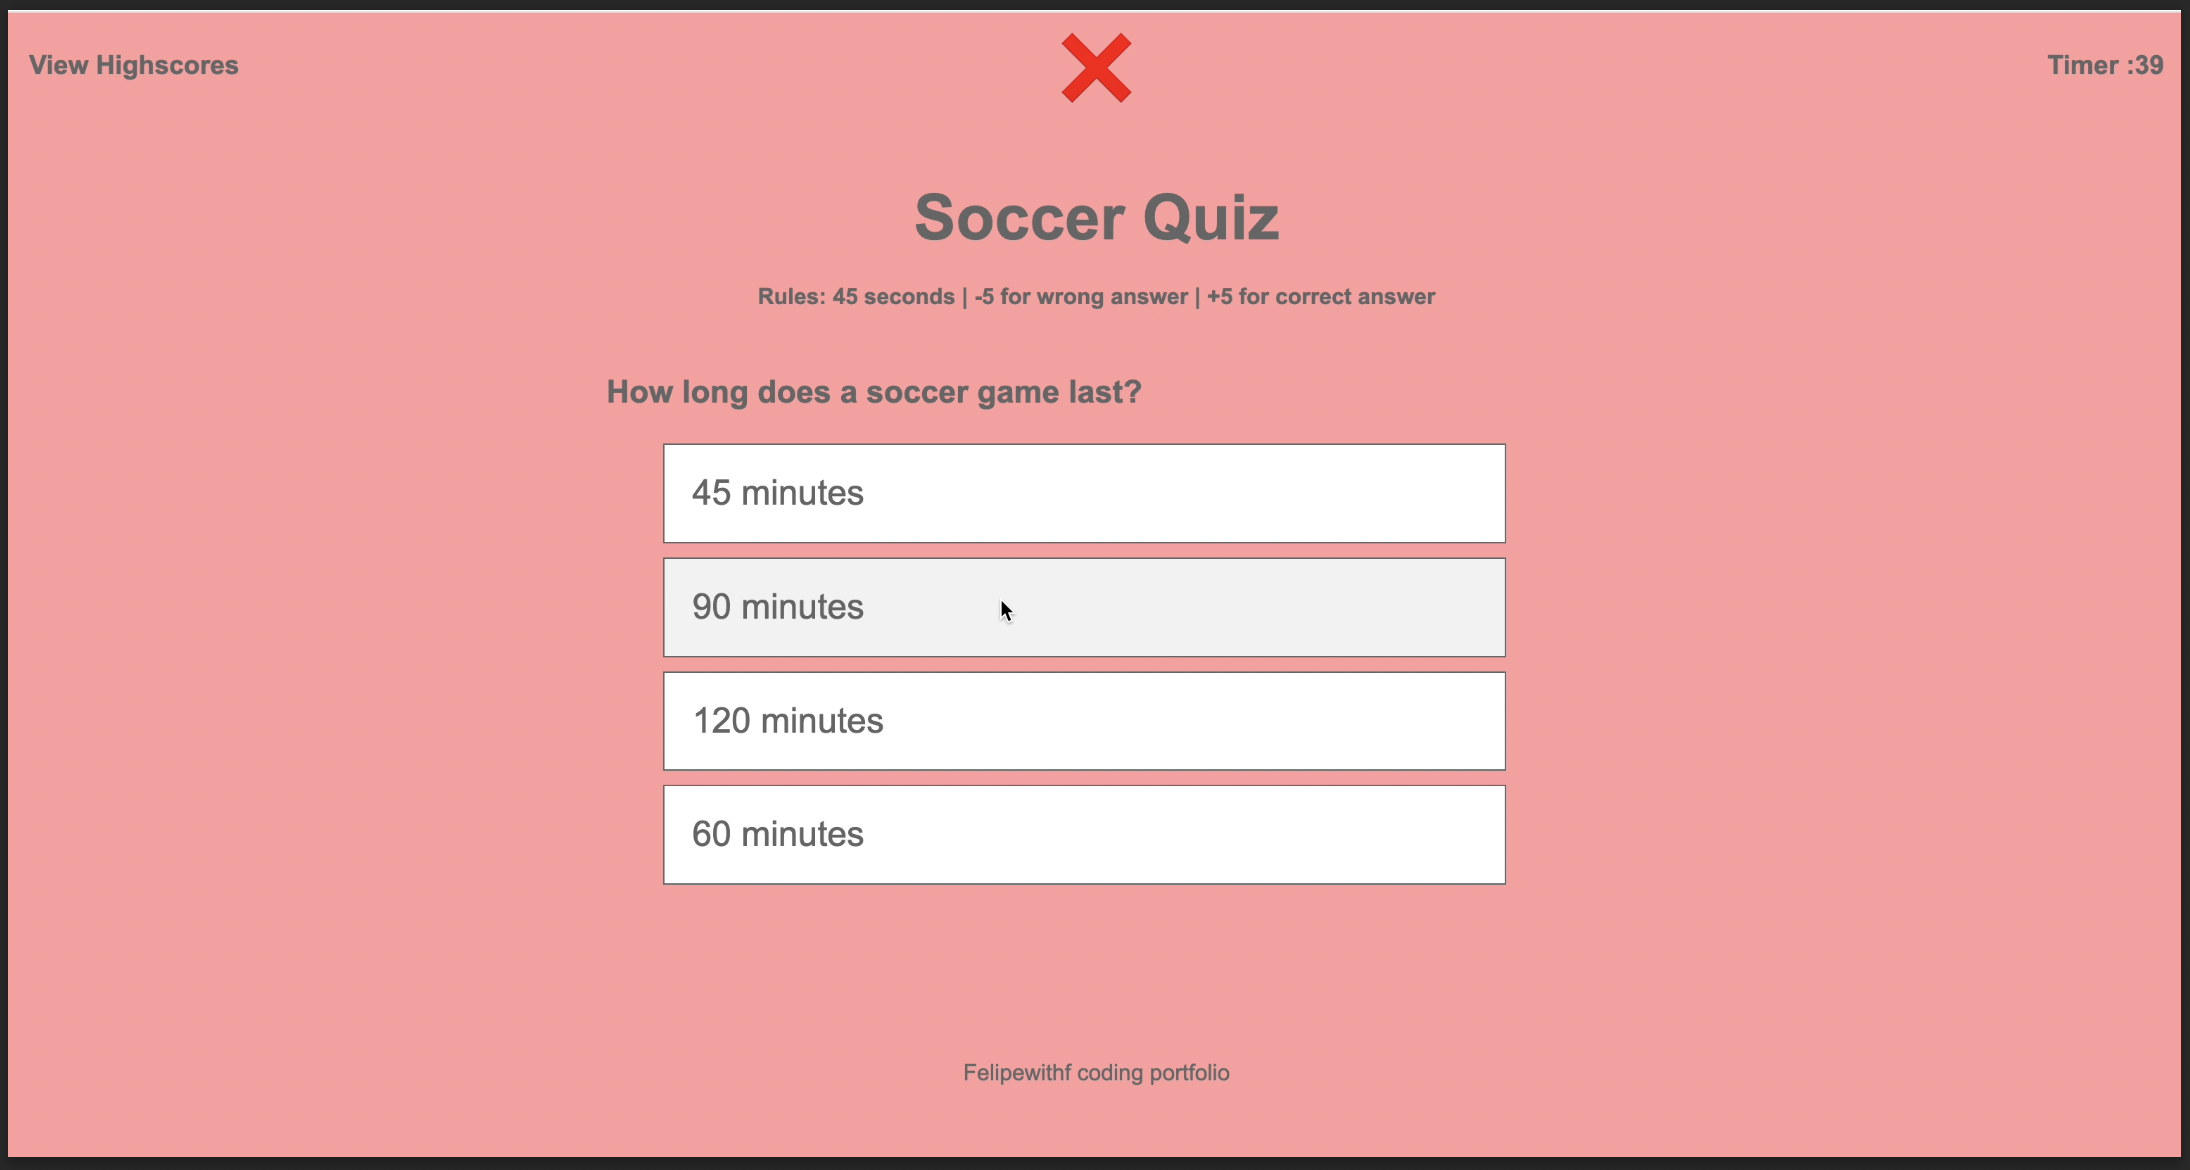 View Highscores
Timer :39
Soccer Quiz
Rules: 45 seconds | -5 for wrong answer | +5 for correct answer
How long does a soccer game last?
45 minutes
90 minutes
120 minutes
60 minutes
Felipewithf coding portfolio